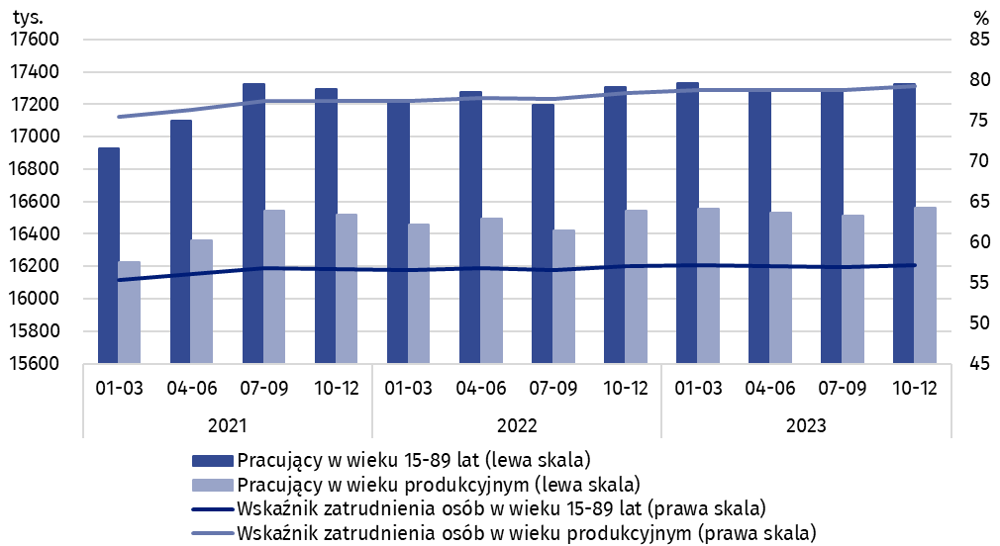 tys. %
17600 85
17400 80
17200 75
17000 70
16800 65
16600 60
16400 55
16200 50
16000 45
15800
15600
01-03 04-06 07-09 10-12 01-03 04-06 07-09 10-12 01-03 04-06 07-09 10-12
2021 2022 2023
Pracujący w wieku 15-89 lat (lewa skala)
Pracujący w wieku produkcyjnym (lewa skala)
Wskaźnik zatrudnienia osób w wieku 15-89 lat (prawa skala)
Wskaźnik zatrudnienia osób w wieku produkcyjnym (prawa skala)